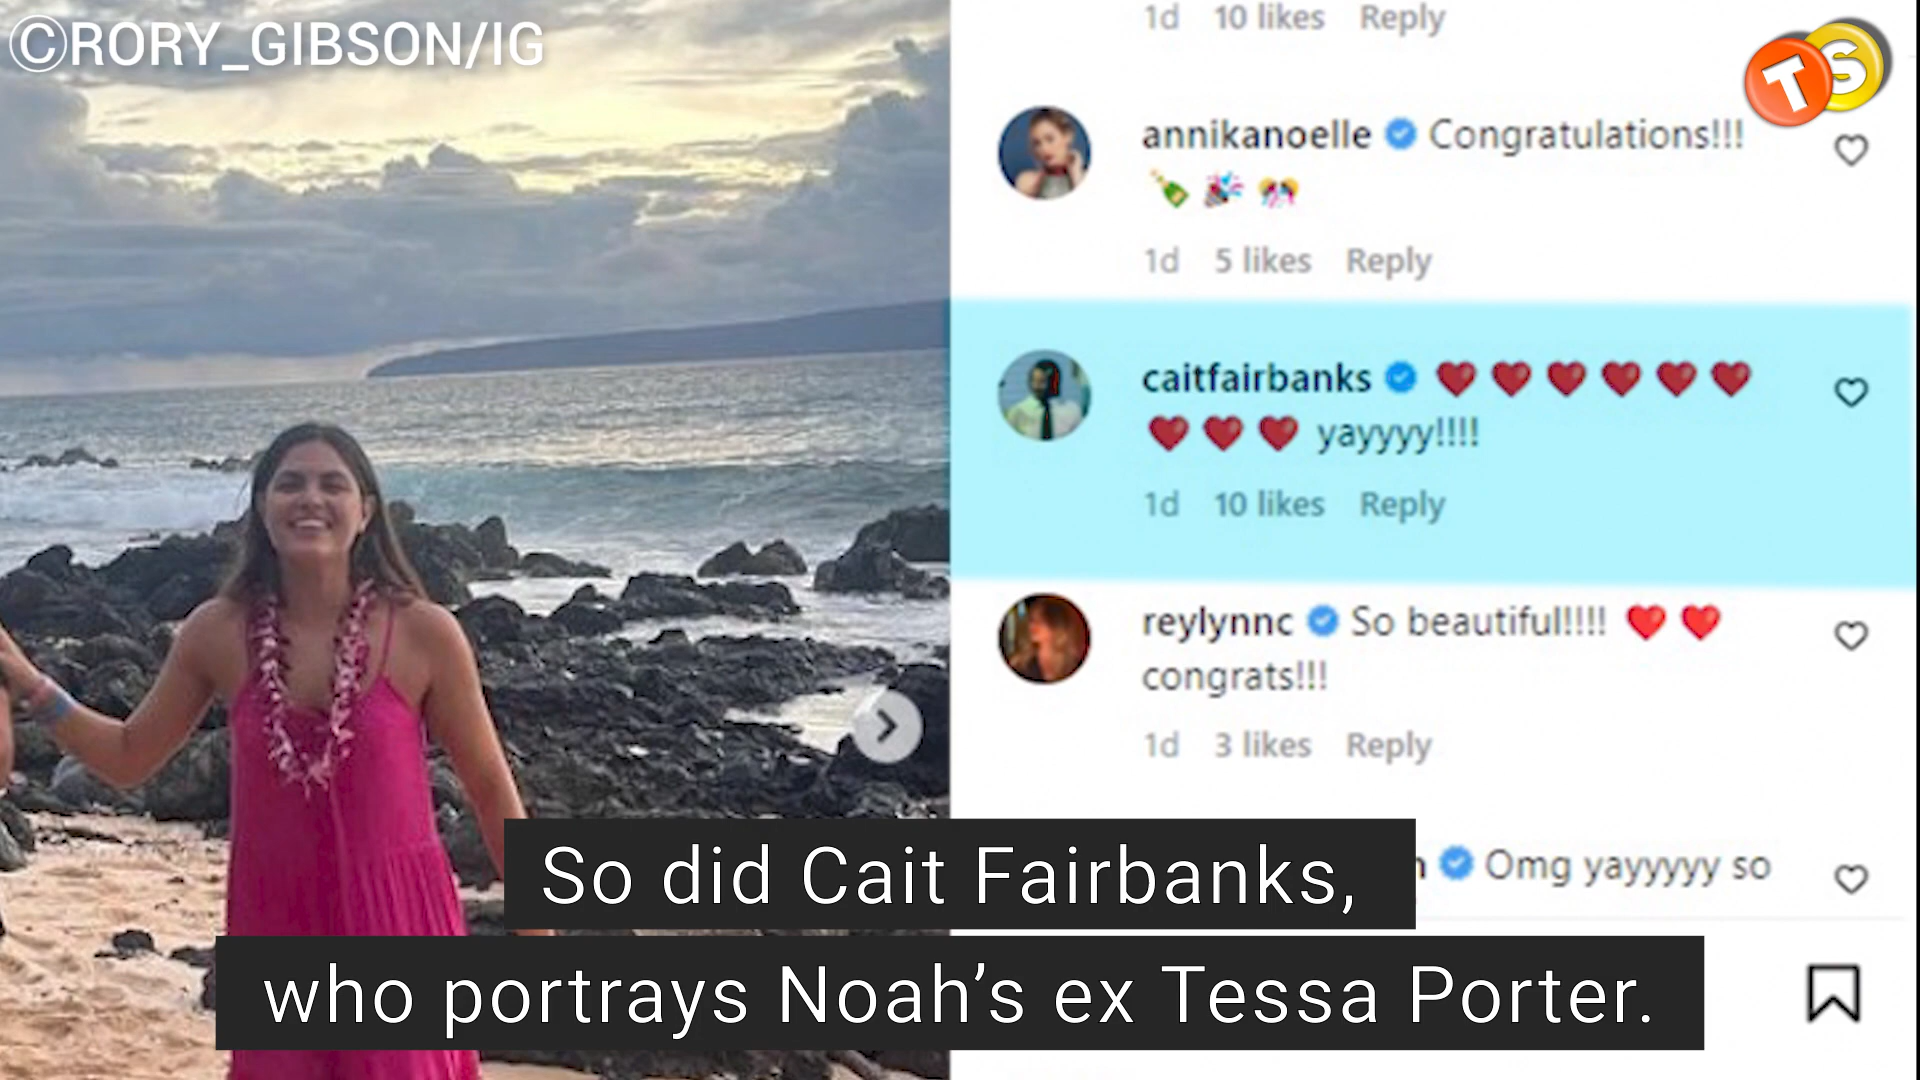 ©RORY_GIBSON/IG
TS
1d 10 likes Reply
annikanoelle Congratulations!!!
1d 5 likes Reply
caitfairbanks ❤️❤️❤️❤️❤️❤️
❤️❤️❤️ yayyyy!!!!
1d 10 likes Reply
reylynnc So beautiful!!!! ❤️❤️
congrats!!!
1d 3 likes Reply
Omg yayyyyy so
So did Cait Fairbanks,
who portrays Noah’s ex Tessa Porter.